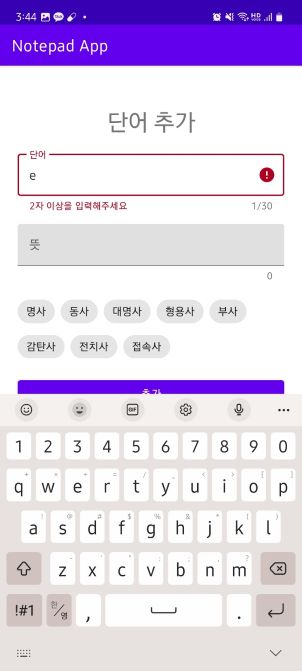 3:44
Notepad App
단어 추가
단어
e
2자 이상을 입력해주세요 1/30
뜻
0
명사 동사 대명사 형용사 부사
감탄사 전치사 접속사
추가
GIF
1 2 3 4 5 6 7 8 9 0
q w e r t y u i o p
a s d f g h j k l
z x c v b n m
!#1 한/영 , .